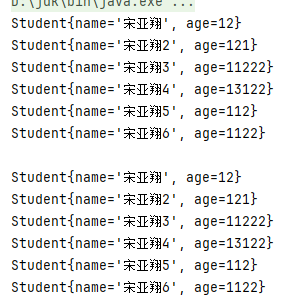 D:\jdk\bin\java.exe ...
Student{name='宋亚翔', age=12}
Student{name='宋亚翔2', age=121}
Student{name='宋亚翔3', age=11222}
Student{name='宋亚翔4', age=13122}
Student{name='宋亚翔5', age=112}
Student{name='宋亚翔6', age=1122}
Student{name='宋亚翔', age=12}
Student{name='宋亚翔2', age=121}
Student{name='宋亚翔3', age=11222}
Student{name='宋亚翔4', age=13122}
Student{name='宋亚翔5', age=112}
Student{name='宋亚翔6', age=1122}